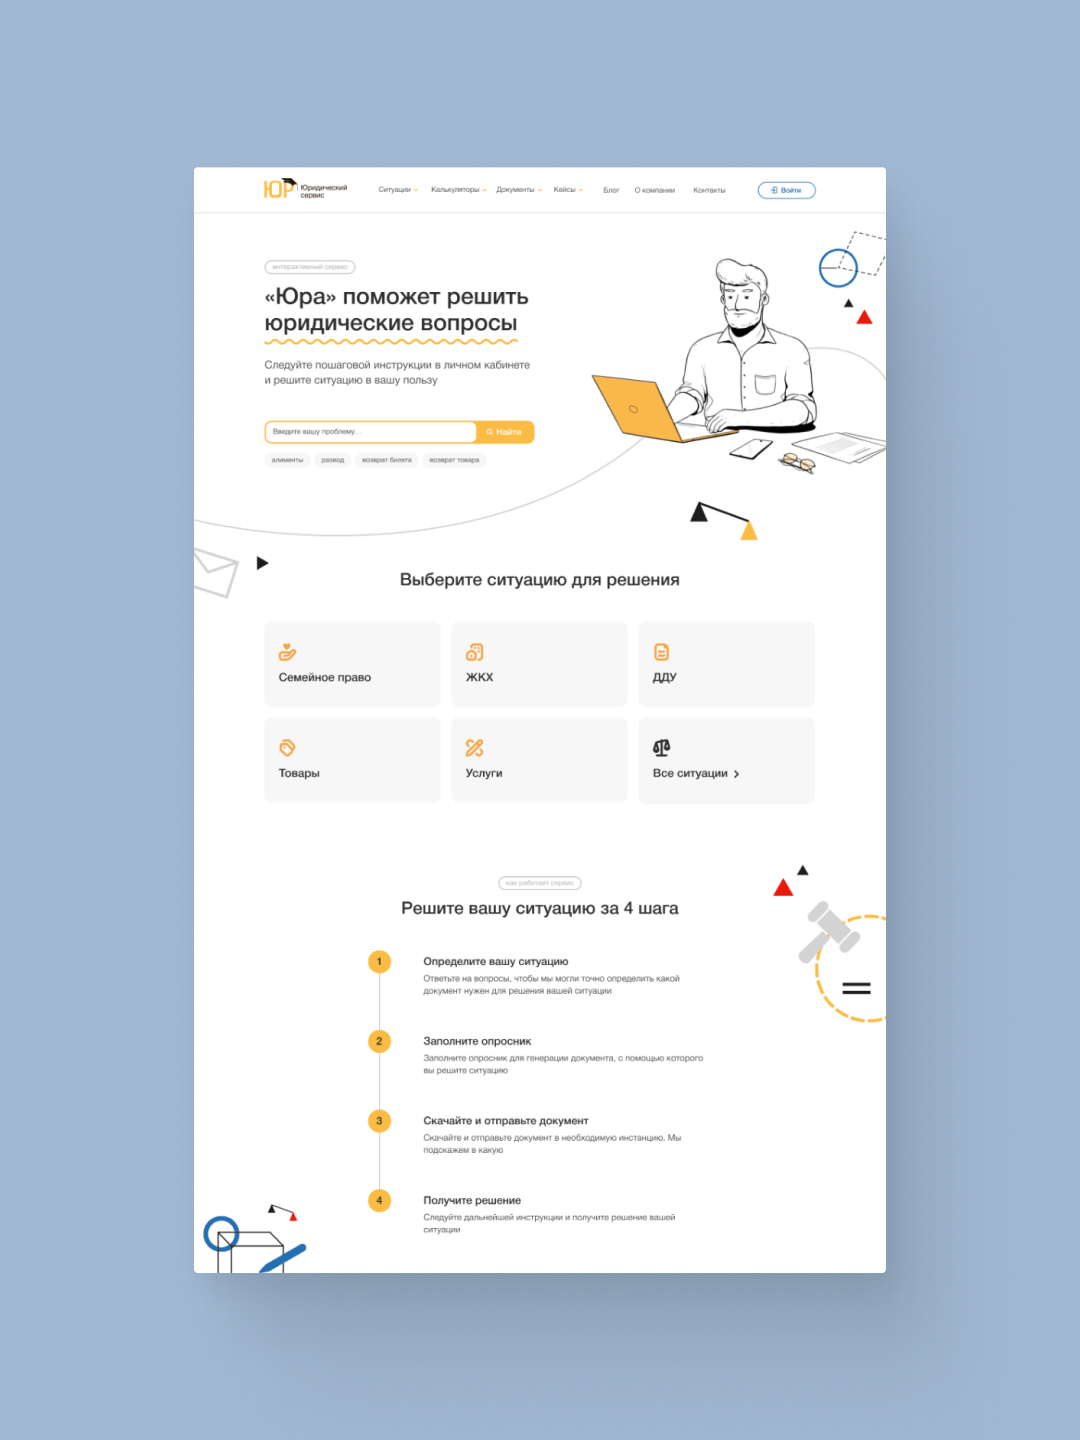 ЮР Юридический
сервис
Ситуации Калькуляторы Документы Кейсы Блог О компании Контакты Войти
интерактивный сервис
«Юра» поможет решить
юридические вопросы
Следуйте пошаговой инструкции в личном кабинете
и решите ситуацию в вашу пользу
Введите вашу проблему... Найти
алименты развод возврат билета возврат товара
Выберите ситуацию для решения
Семейное право ЖКХ ДДУ
Товары Услуги Все ситуации
как работает сервис
Решите вашу ситуацию за 4 шага
1 Определите вашу ситуацию
Ответьте на вопросы, чтобы мы могли точно определить какой
документ нужен для решения вашей ситуации
2 Заполните опросник
Заполните опросник для генерации документа, с помощью которого
вы решите ситуацию
3 Скачайте и отправьте документ
Скачайте и отправьте документ в необходимую инстанцию. Мы
подскажем в какую
4 Получите решение
Следуйте дальнейшей инструкции и получите решение вашей
ситуации